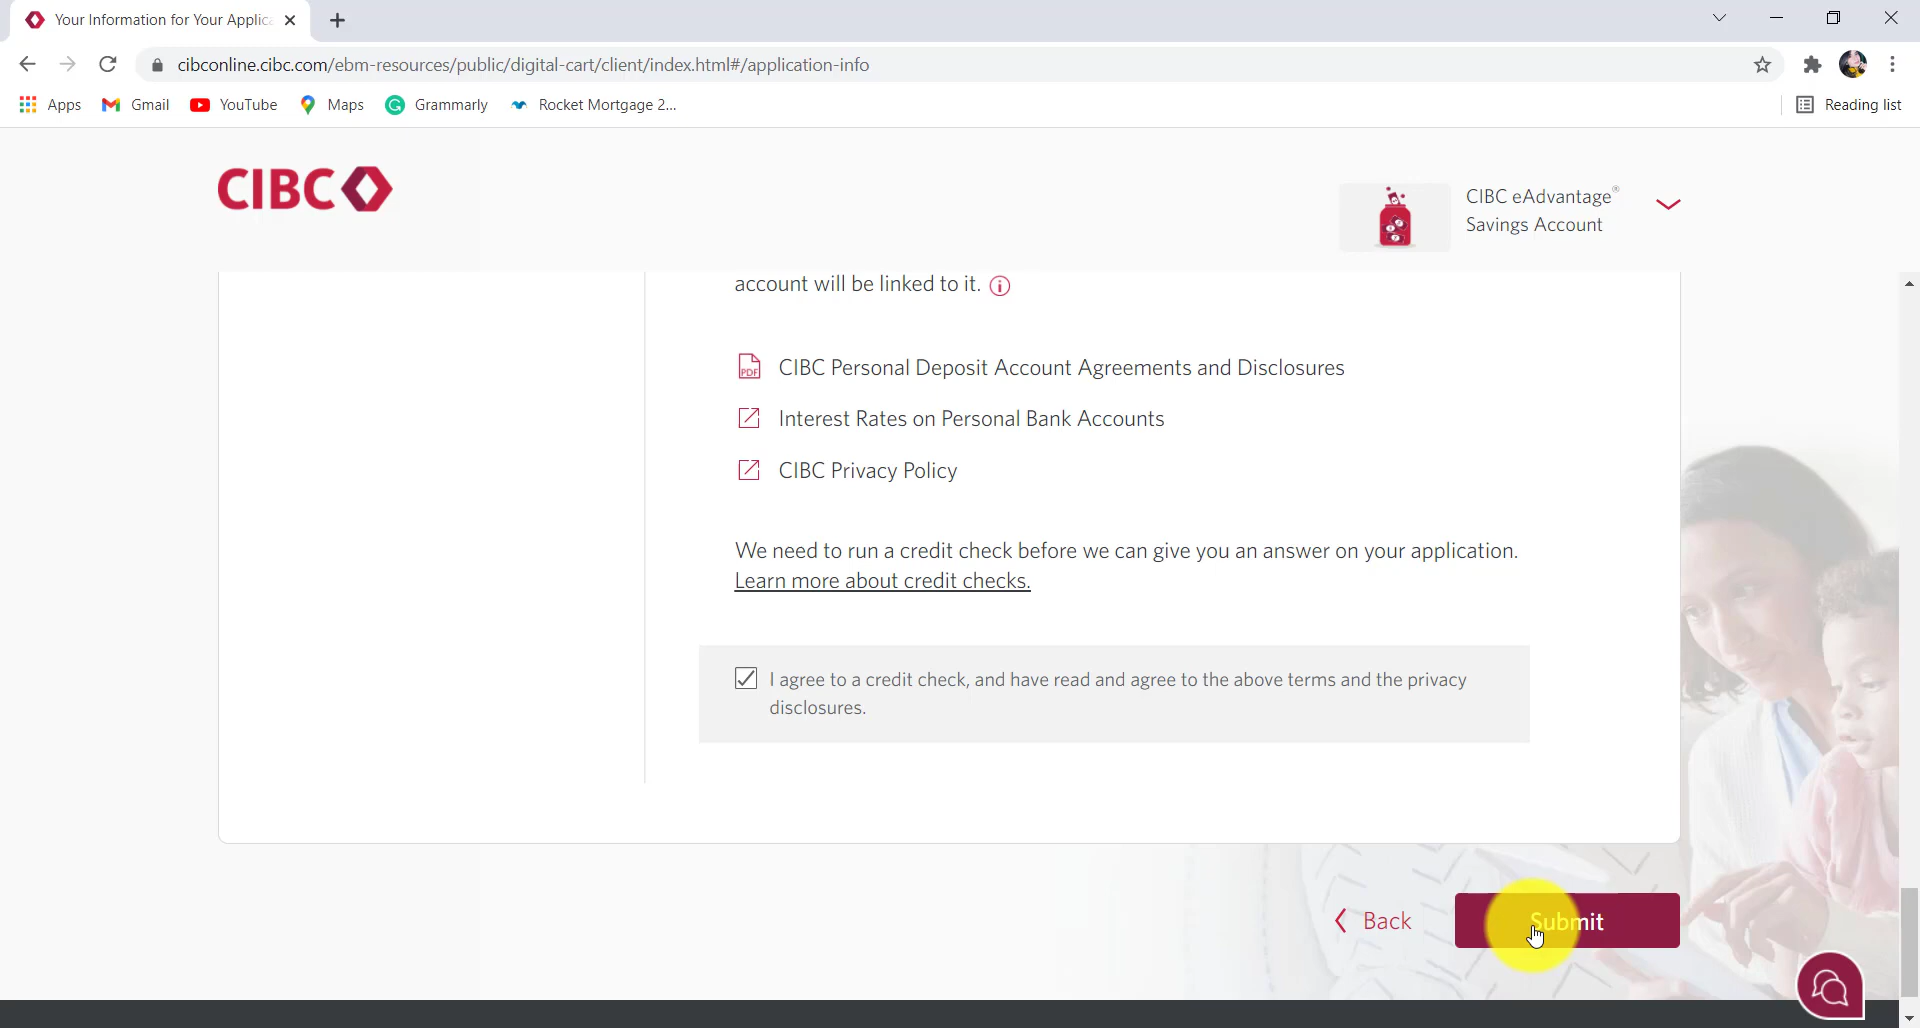 Your Information for Your Applic
cibconline.cibc.com/ebm-resources/public/digital-cart/client/index.html#/application-info
Apps
Gmail
YouTube
Maps
Grammarly
Rocket Mortgage 2...
Reading list
CIBC
CIBC eAdvantage®
Savings Account
account will be linked to it.
PDF CIBC Personal Deposit Account Agreements and Disclosures
Interest Rates on Personal Bank Accounts
CIBC Privacy Policy
We need to run a credit check before we can give you an answer on your application.
Learn more about credit checks.
I agree to a credit check, and have read and agree to the above terms and the privacy
disclosures.
Back
Submit